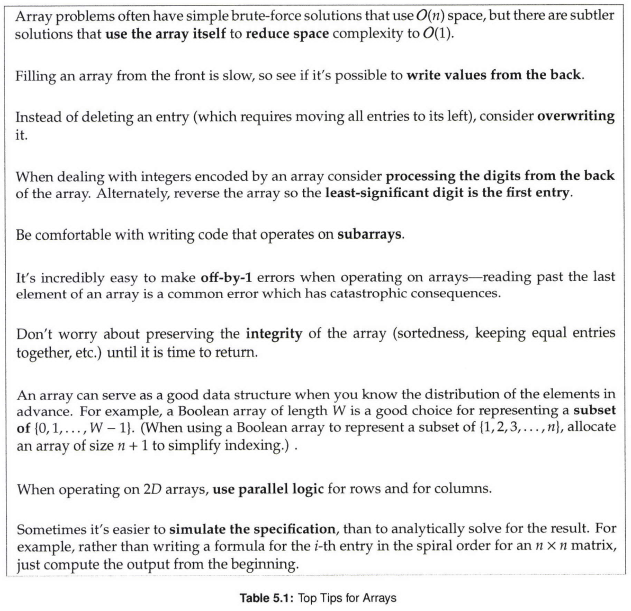 Array problems often have simple brute-force solutions that use O(n) space, but there are subtler
solutions that use the array itself to reduce space complexity to O(1).
Filling an array from the front is slow, so see if it's possible to write values from the back.
Instead of deleting an entry (which requires moving all entries to its left), consider overwriting
it.
When dealing with integers encoded by an array consider processing the digits from the back
of the array. Alternately, reverse the array so the least-significant digit is the first entry.
Be comfortable with writing code that operates on subarrays.
It's incredibly easy to make off-by-1 errors when operating on arrays—reading past the last
element of an array is a common error which has catastrophic consequences.
Don't worry about preserving the integrity of the array (sortedness, keeping equal entries
together, etc.) until it is time to return.
An array can serve as a good data structure when you know the distribution of the elements in
advance. For example, a Boolean array of length W is a good choice for representing a subset
of {0, 1, . . . , W − 1}. (When using a Boolean array to represent a subset of {1, 2, 3, . . . , n}, allocate
an array of size n + 1 to simplify indexing.) .
When operating on 2D arrays, use parallel logic for rows and for columns.
Sometimes it's easier to simulate the specification, than to analytically solve for the result. For
example, rather than writing a formula for the i-th entry in the spiral order for an n × n matrix,
just compute the output from the beginning.
Table 5.1: Top Tips for Arrays